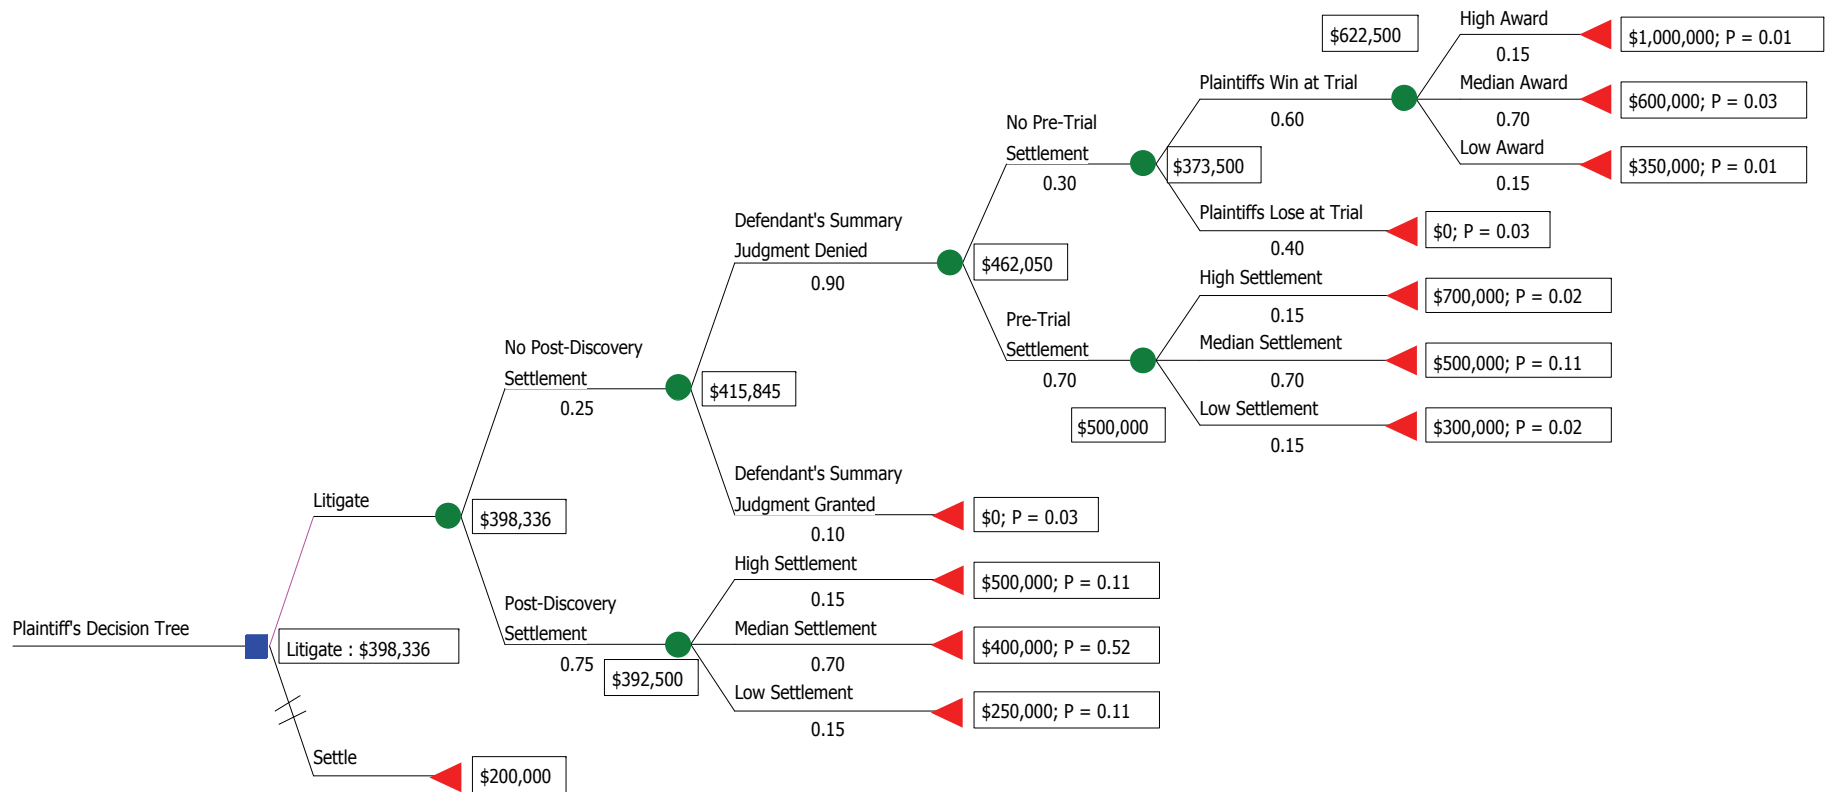 High Award
$622,500
$1,000,000; P = 0.01
0.15
Plaintiffs Win at Trial
Median Award
$600,000; P = 0.03
0.60
0.70
No Pre-Trial
Settlement
0.30
$373,500
Low Award
$350,000; P = 0.01
0.15
Plaintiffs Lose at Trial
$0; P = 0.03
0.40
Defendant's Summary
Judgment Denied
0.90
$462,050
High Settlement
$700,000; P = 0.02
0.15
Pre-Trial
Settlement
0.70
Median Settlement
$500,000; P = 0.11
0.70
$500,000
Low Settlement
$300,000; P = 0.02
0.15
No Post-Discovery
Settlement
0.25
$415,845
Defendant's Summary
Judgment Granted
$0; P = 0.03
0.10
Litigate
$398,336
High Settlement
$500,000; P = 0.11
0.15
Post-Discovery
Settlement
0.75
$392,500
Median Settlement
$400,000; P = 0.52
0.70
Low Settlement
$250,000; P = 0.11
0.15
Plaintiff's Decision Tree
Litigate : $398,336
Settle
$200,000